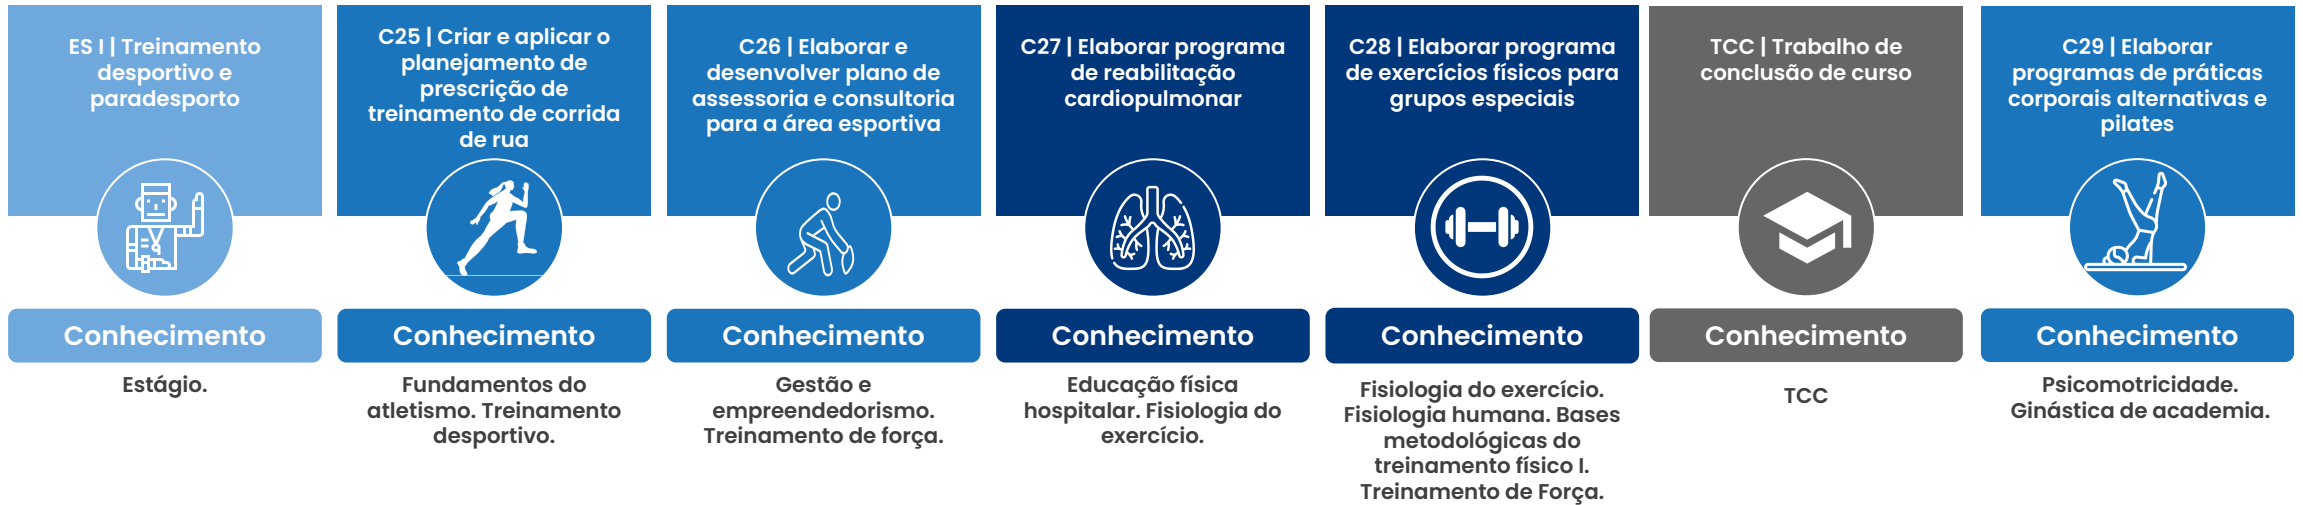 ES I | Treinamento
desportivo e
paradesporto
Conhecimento
Estágio.
C25 | Criar e aplicar o
planejamento de
prescrição de
treinamento de corrida
de rua
Conhecimento
Fundamentos do
atletismo. Treinamento
desportivo.
C26 | Elaborar e
desenvolver plano de
assessoria e consultoria
para a área esportiva
Conhecimento
Gestão e
empreendedorismo.
Treinamento de força.
C27 | Elaborar programa
de reabilitação
cardiopulmonar
Conhecimento
Educação física
hospitalar. Fisiologia do
exercício.
C28 | Elaborar programa
de exercícios físicos para
grupos especiais
Conhecimento
Fisiologia do exercício.
Fisiologia humana. Bases
metodológicas do
treinamento físico I.
Treinamento de Força.
TCC | Trabalho de
conclusão de curso
Conhecimento
TCC
C29 | Elaborar
programas de práticas
corporais alternativas e
pilates
Conhecimento
Psicomotricidade.
Ginástica de academia.